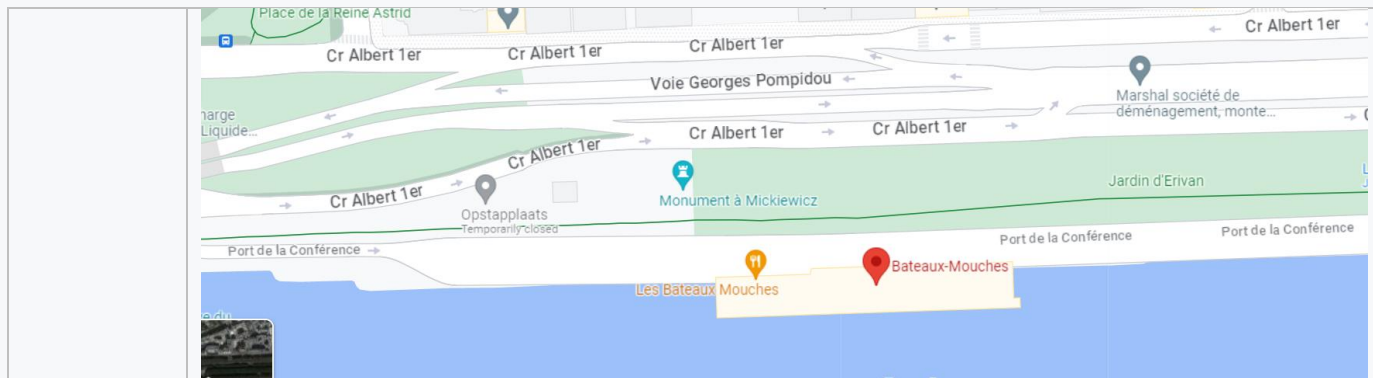 Place de la Reine Astrid
Cr Albert 1er
Cr Albert 1er
Cr Albert 1er
Cr Albert 1er
Voie Georges Pompidou
Marshal société de
déménagement, monte...
harge
Liquide...
Cr Albert 1er
Cr Albert 1er
Cr Albert 1er
Cr Albert 1er
Monument à Mickiewicz
Jardin d'Erivan
Opstapplaats
Temporarily closed
Port de la Conférence
Port de la Conférence
Port de la Conférence
Bateaux-Mouches
Les Bateaux Mouches